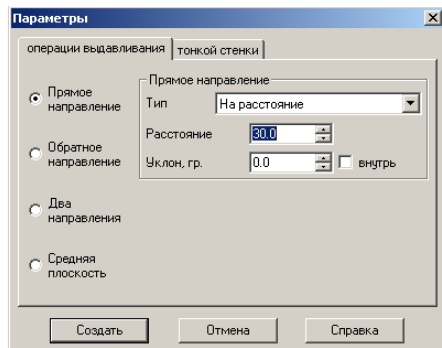 Параметры
операции выдавливания тонкой стенки
Прямое направление
Прямое
направление
Тип На расстояние
Расстояние 30.0
Обратное
направление
Уклон, гр. 0.0 внутрь
Два
направления
Средняя
плоскость
Создать Отмена Справка